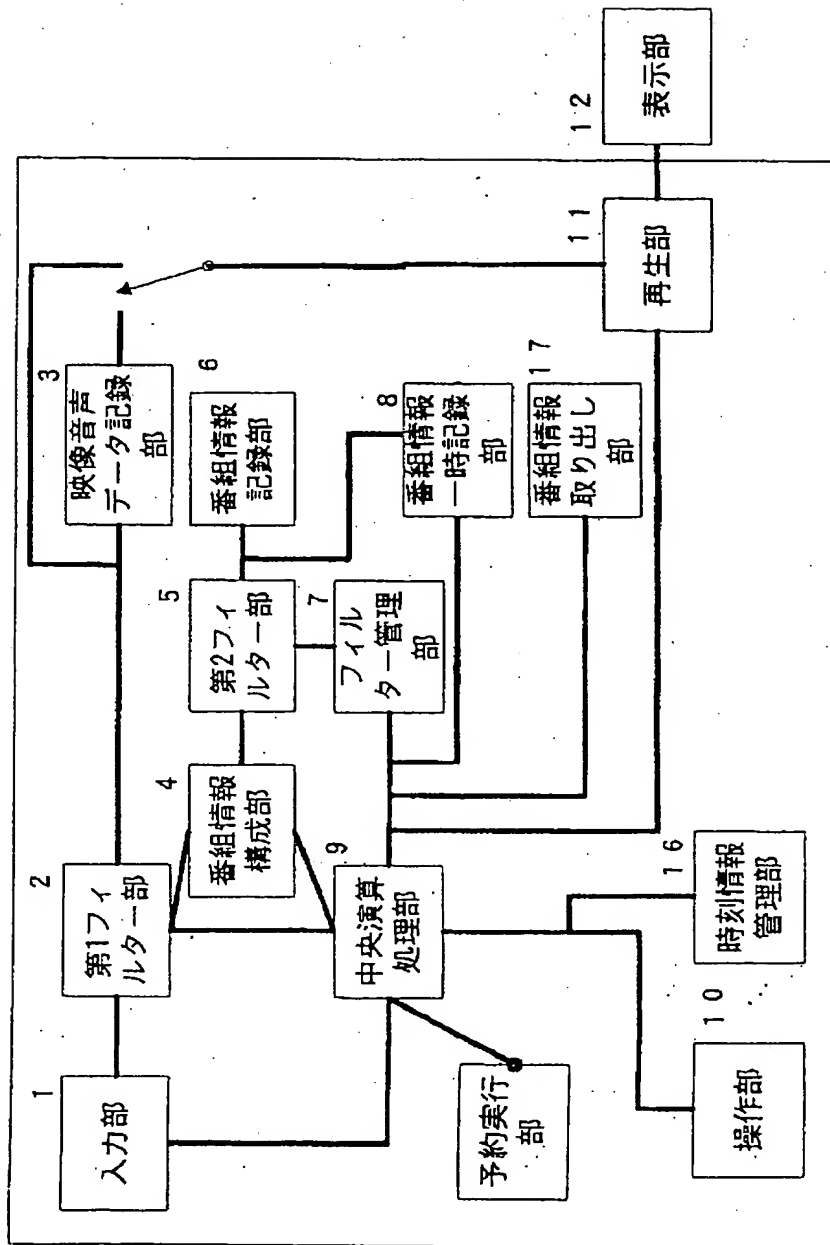 1
入力部
2
第1フィ
ルター部
3
映像音声
データ記録
部
4
番組情報
構成部
5
第2フィ
ルター部
6
番組情報
記録部
7
フィル
ター管理
部
8
番組情報
一時記録
部
9
中央演算
処理部
17
番組情報
取り出し
部
予約実行
部
10
操作部
16
時刻情報
管理部
11
再生部
12
表示部